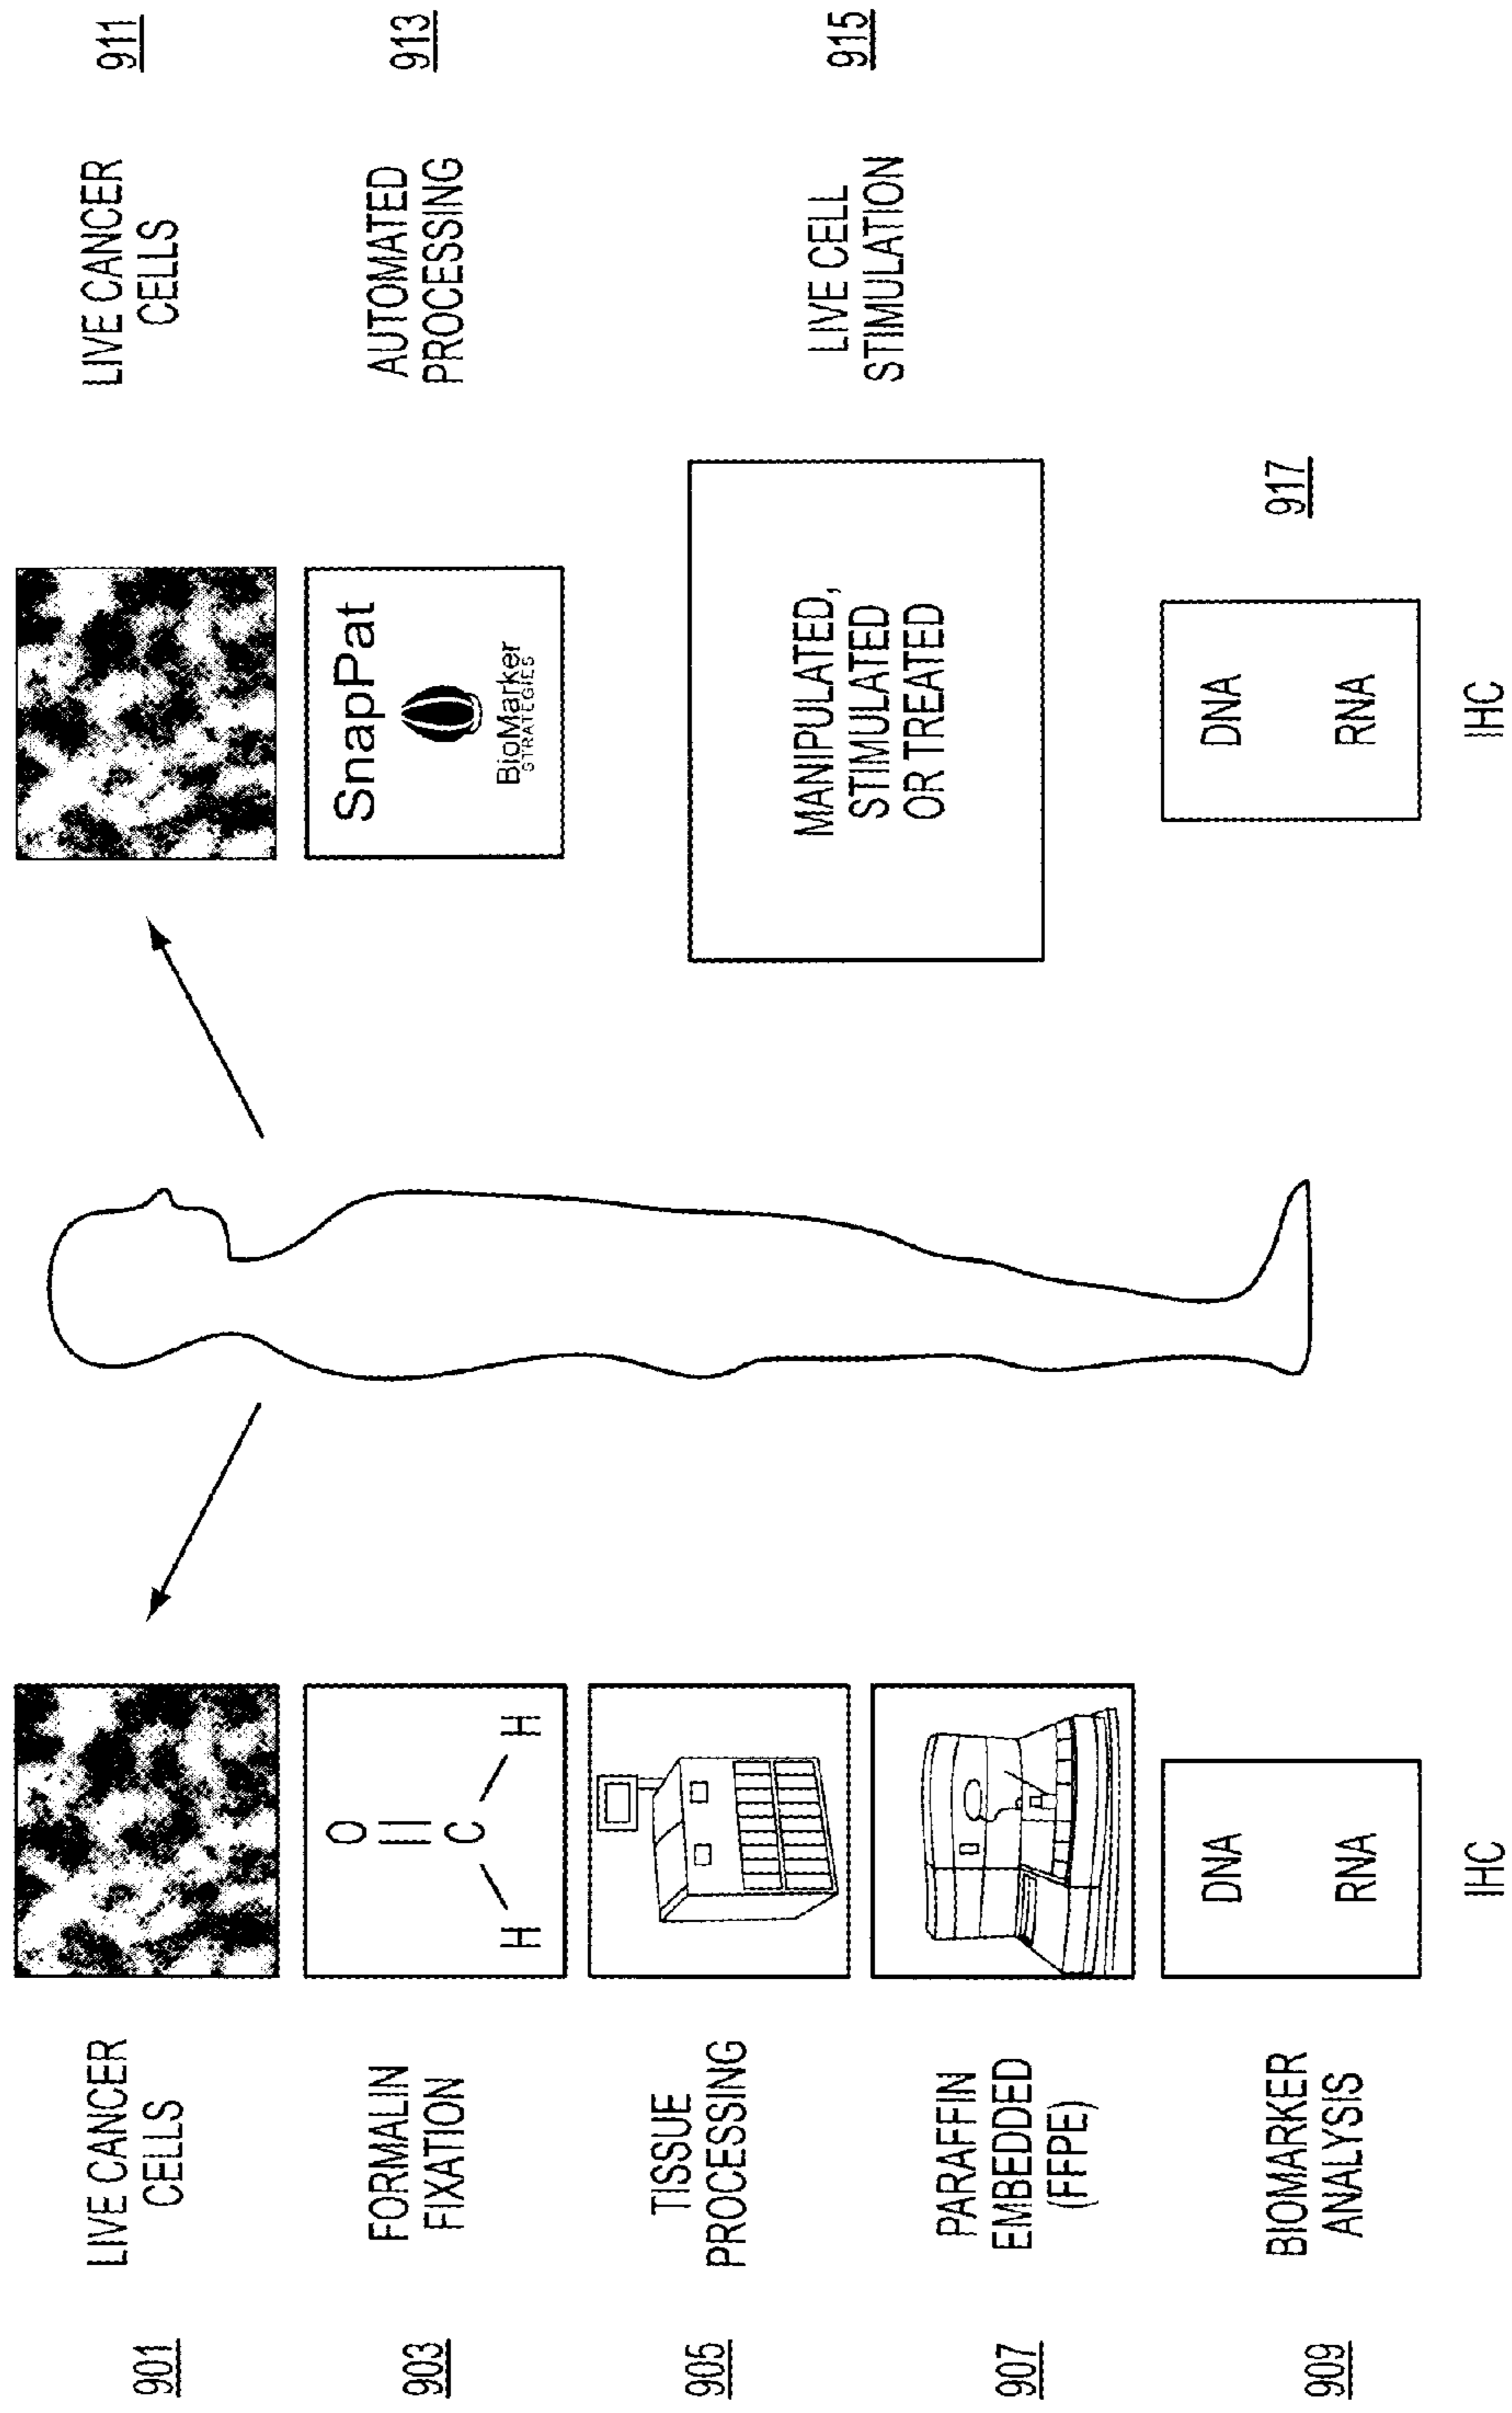 901
LIVE CANCER
CELLS
903
FORMALIN
FIXATION
O
C
H
H
905
TISSUE
PROCESSING
907
PARAFFIN
EMBEDDED
(FFPE)
909
BIOMARKER
ANALYSIS
DNA
RNA
IHC
LIVE CANCER
CELLS
911
SnapPat
BioMarker
STRATEGIES
AUTOMATED
PROCESSING
913
MANIPULATED,
STIMULATED
OR TREATED
LIVE CELL
STIMULATION
915
DNA
RNA
IHC
917